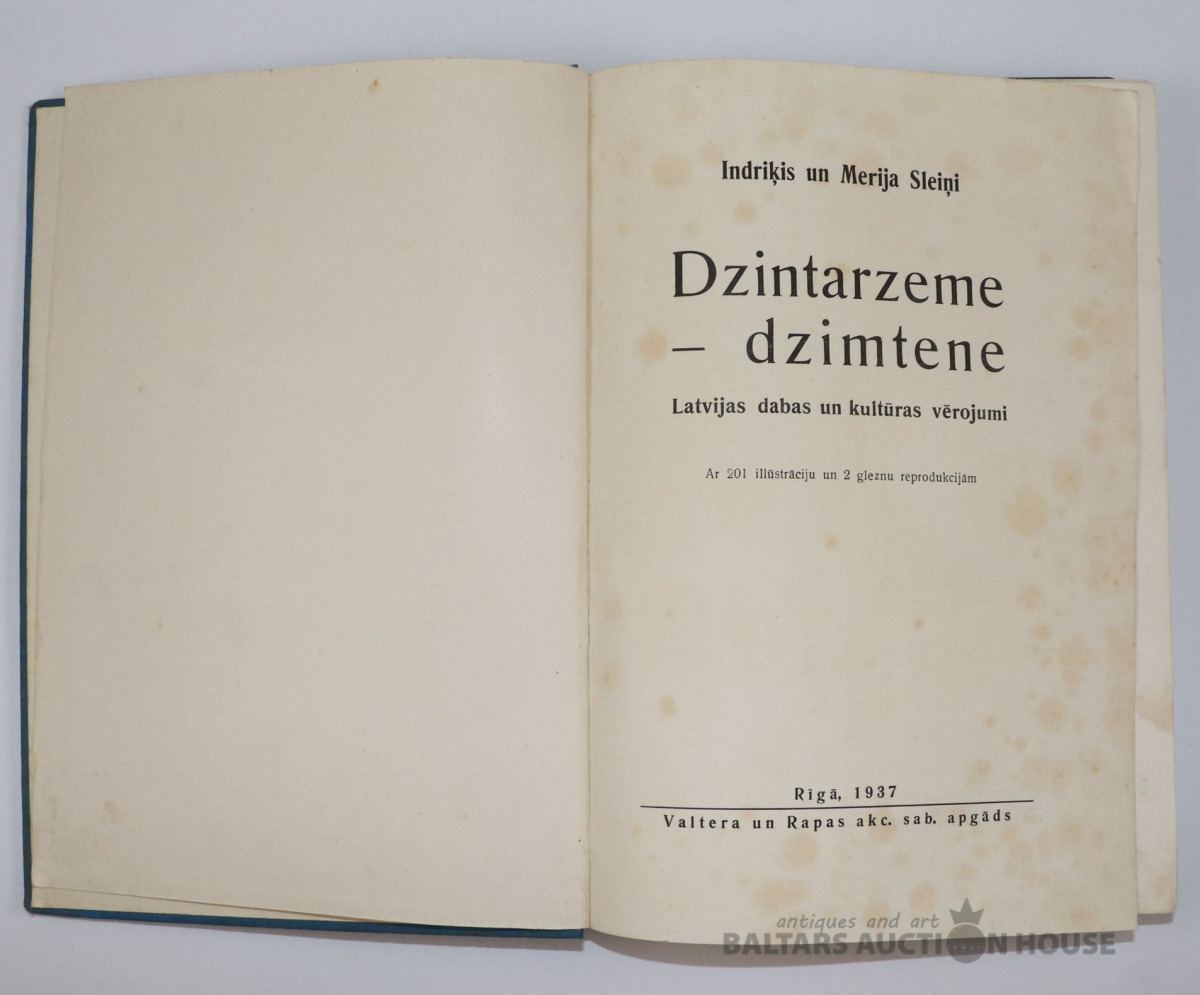 Indriķis un Merija Sleiņi
Dzintarzeme
– dzimtene
Latvijas dabas un kultūras vērojumi
Ar 201 illūstrāciju un 2 gleznu reprodukcijām
Rīgā, 1937
Valtera un Rapas akc. sab. apgāds
antiques and art
BALTARS AUCTION HOUSE